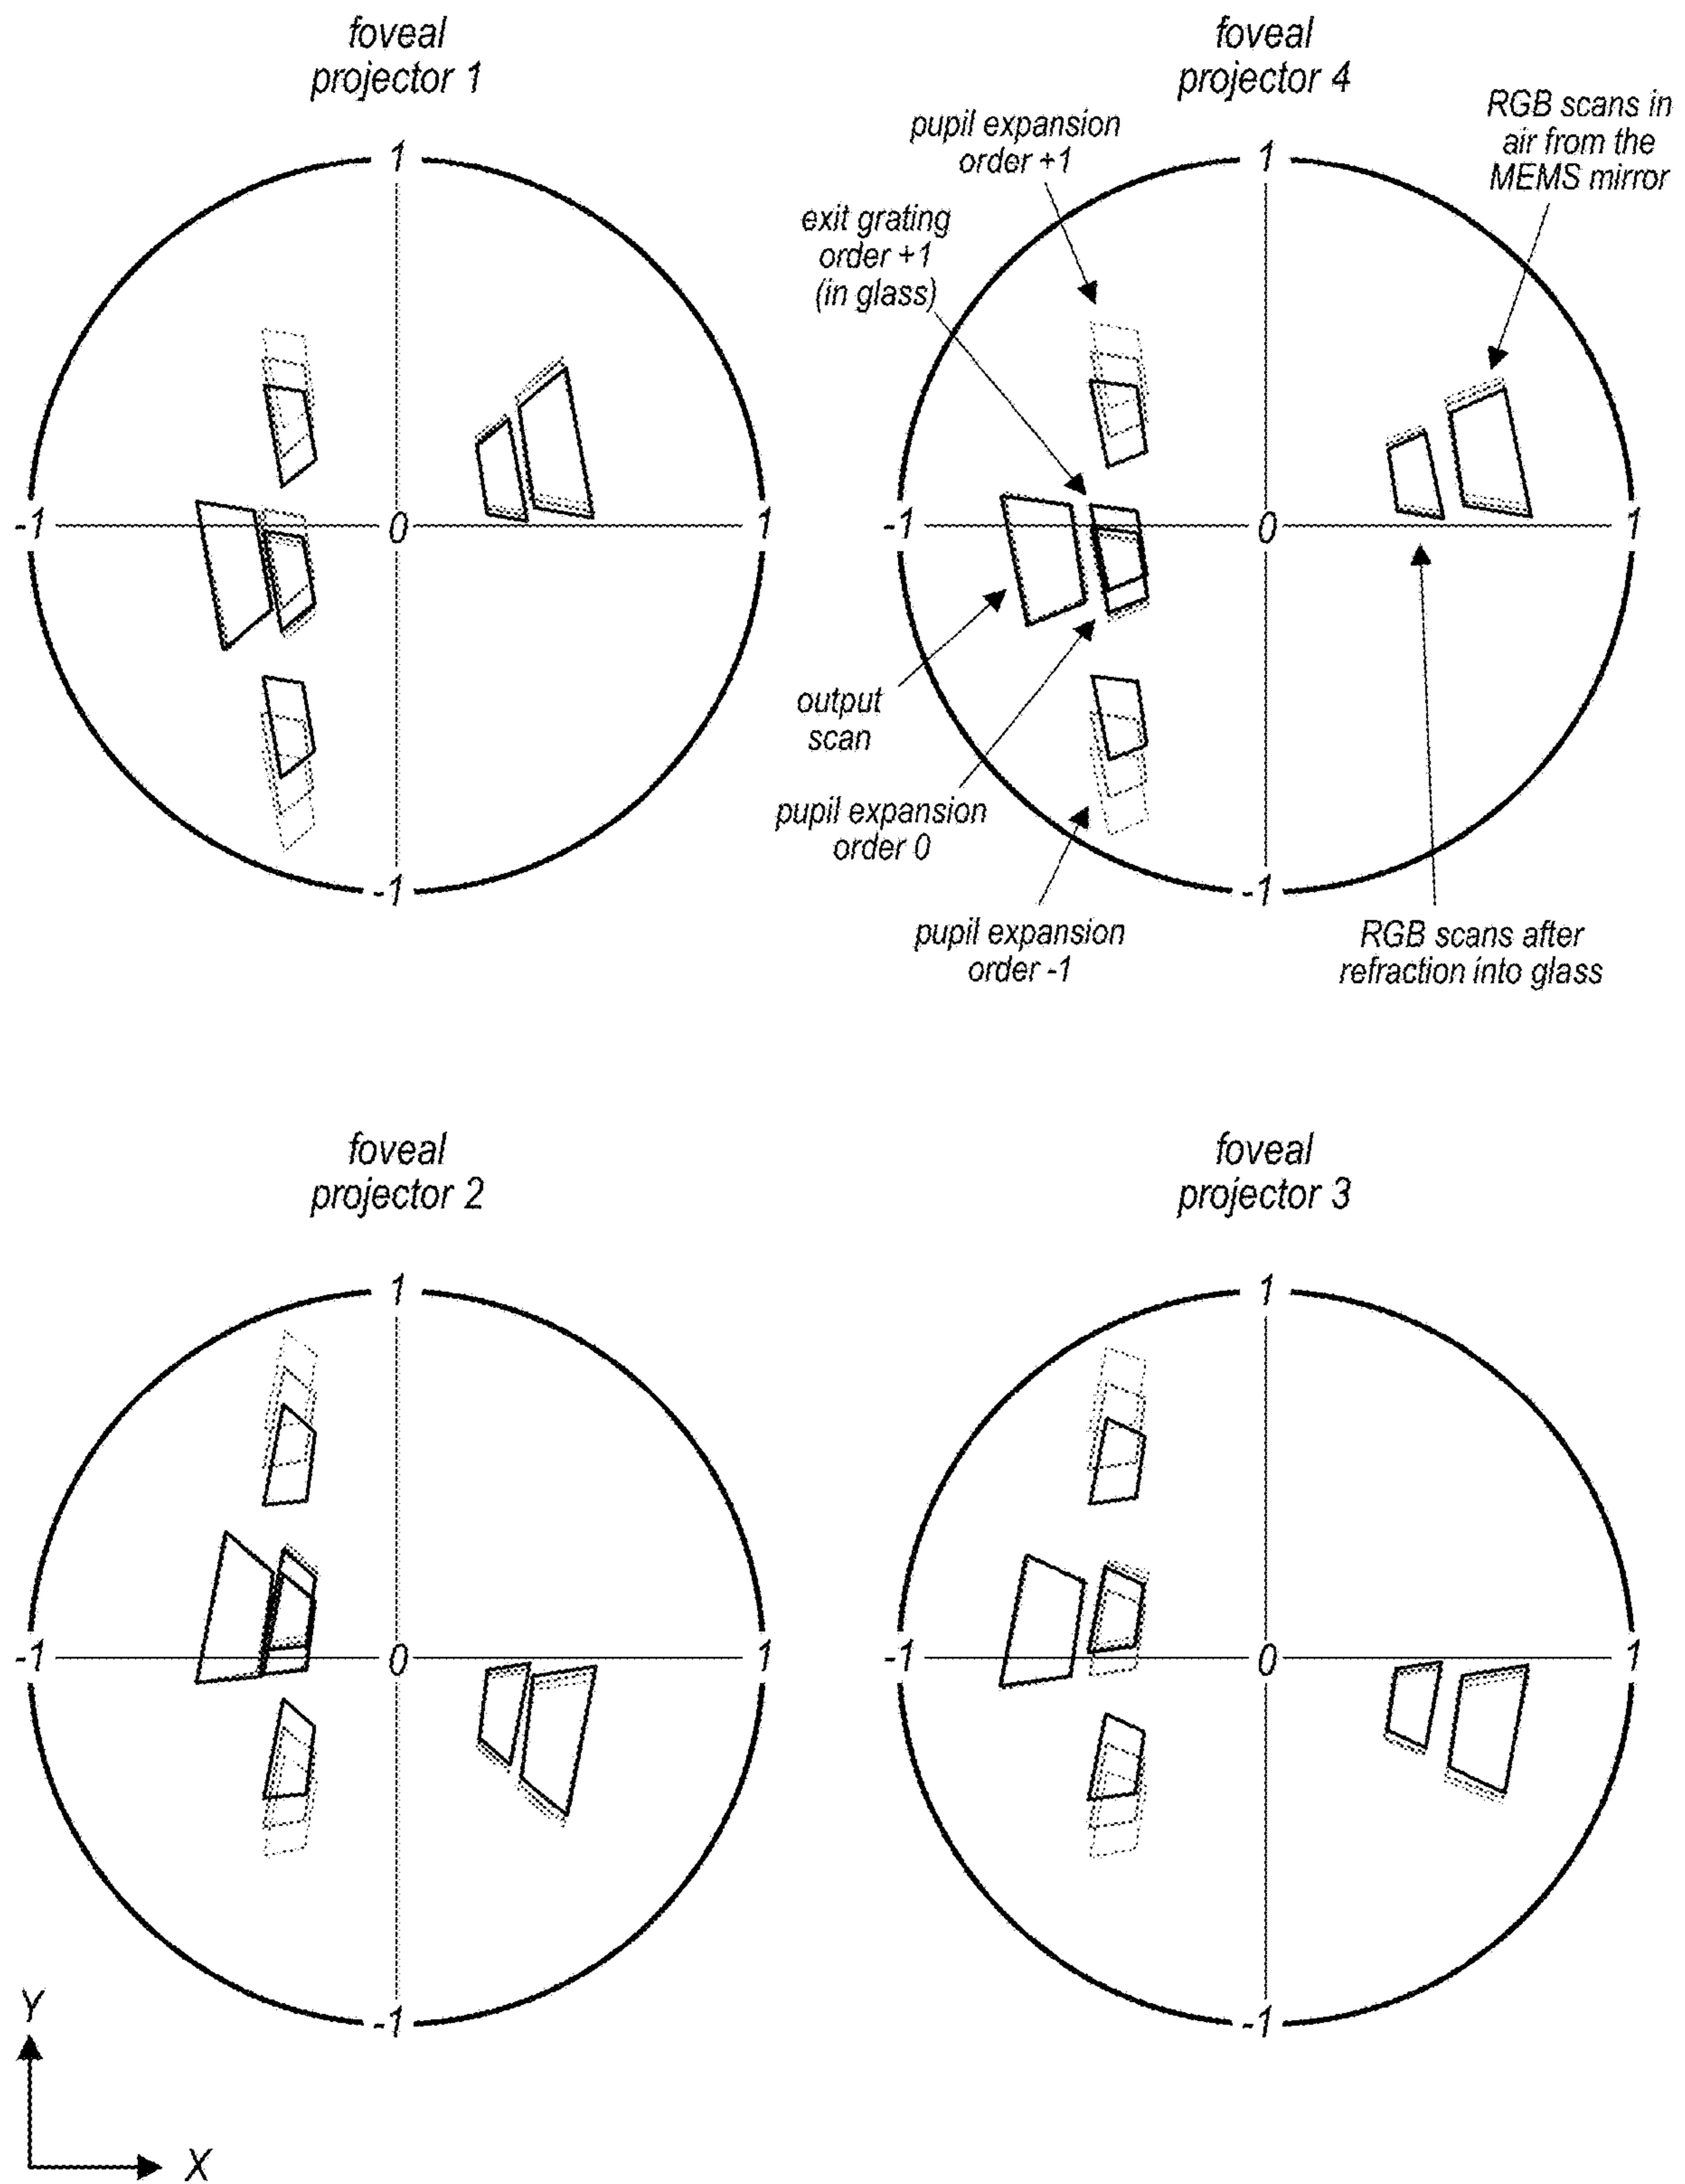 foveal
projector 1
foveal
projector 4
pupil expansion
order +1
RGB scans in
air from the
MEMS mirror
exit grating
order +1
(in glass)
1
-1
0
1
-1
1
-1
0
1
-1
output
scan
pupil expansion
order 0
pupil expansion
order -1
RGB scans after
refraction into glass
foveal
projector 2
foveal
projector 3
1
-1
0
1
-1
1
-1
0
1
-1
Y
X